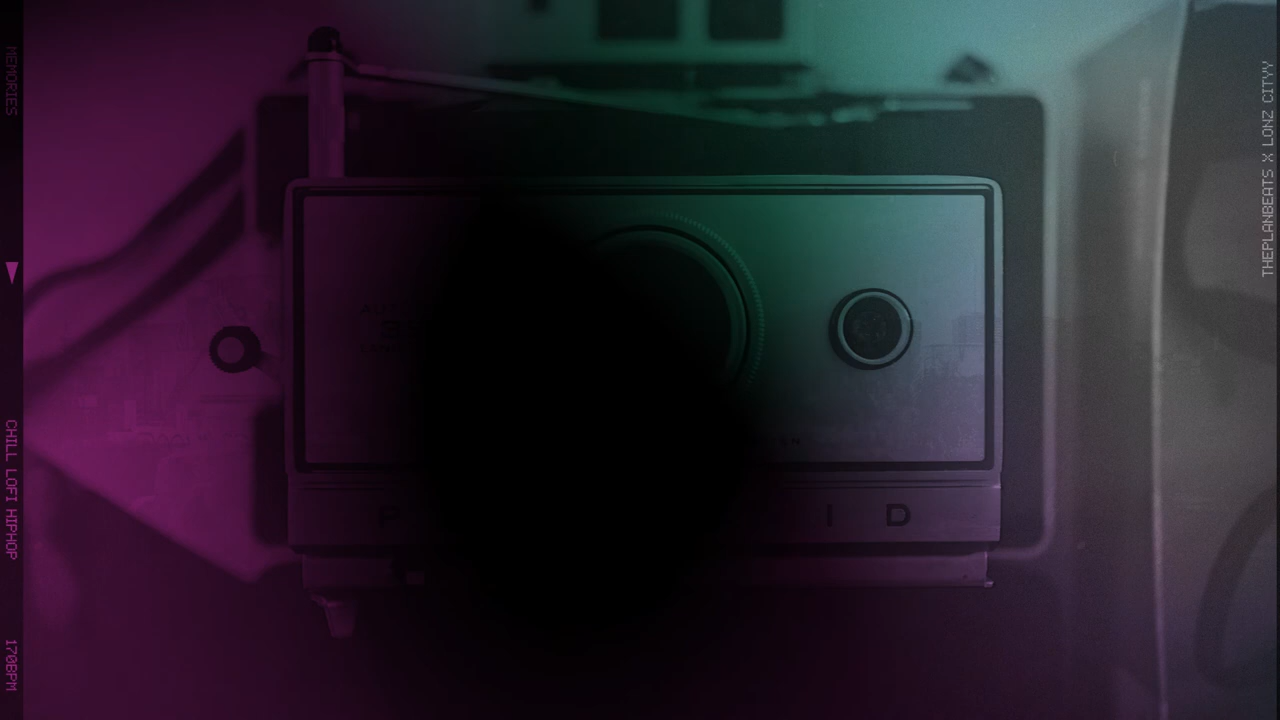 MEMORIES
CHILL LOFI HIPHOP
170BPM
THEPLANBEATS X LONZ CITYY
P I D